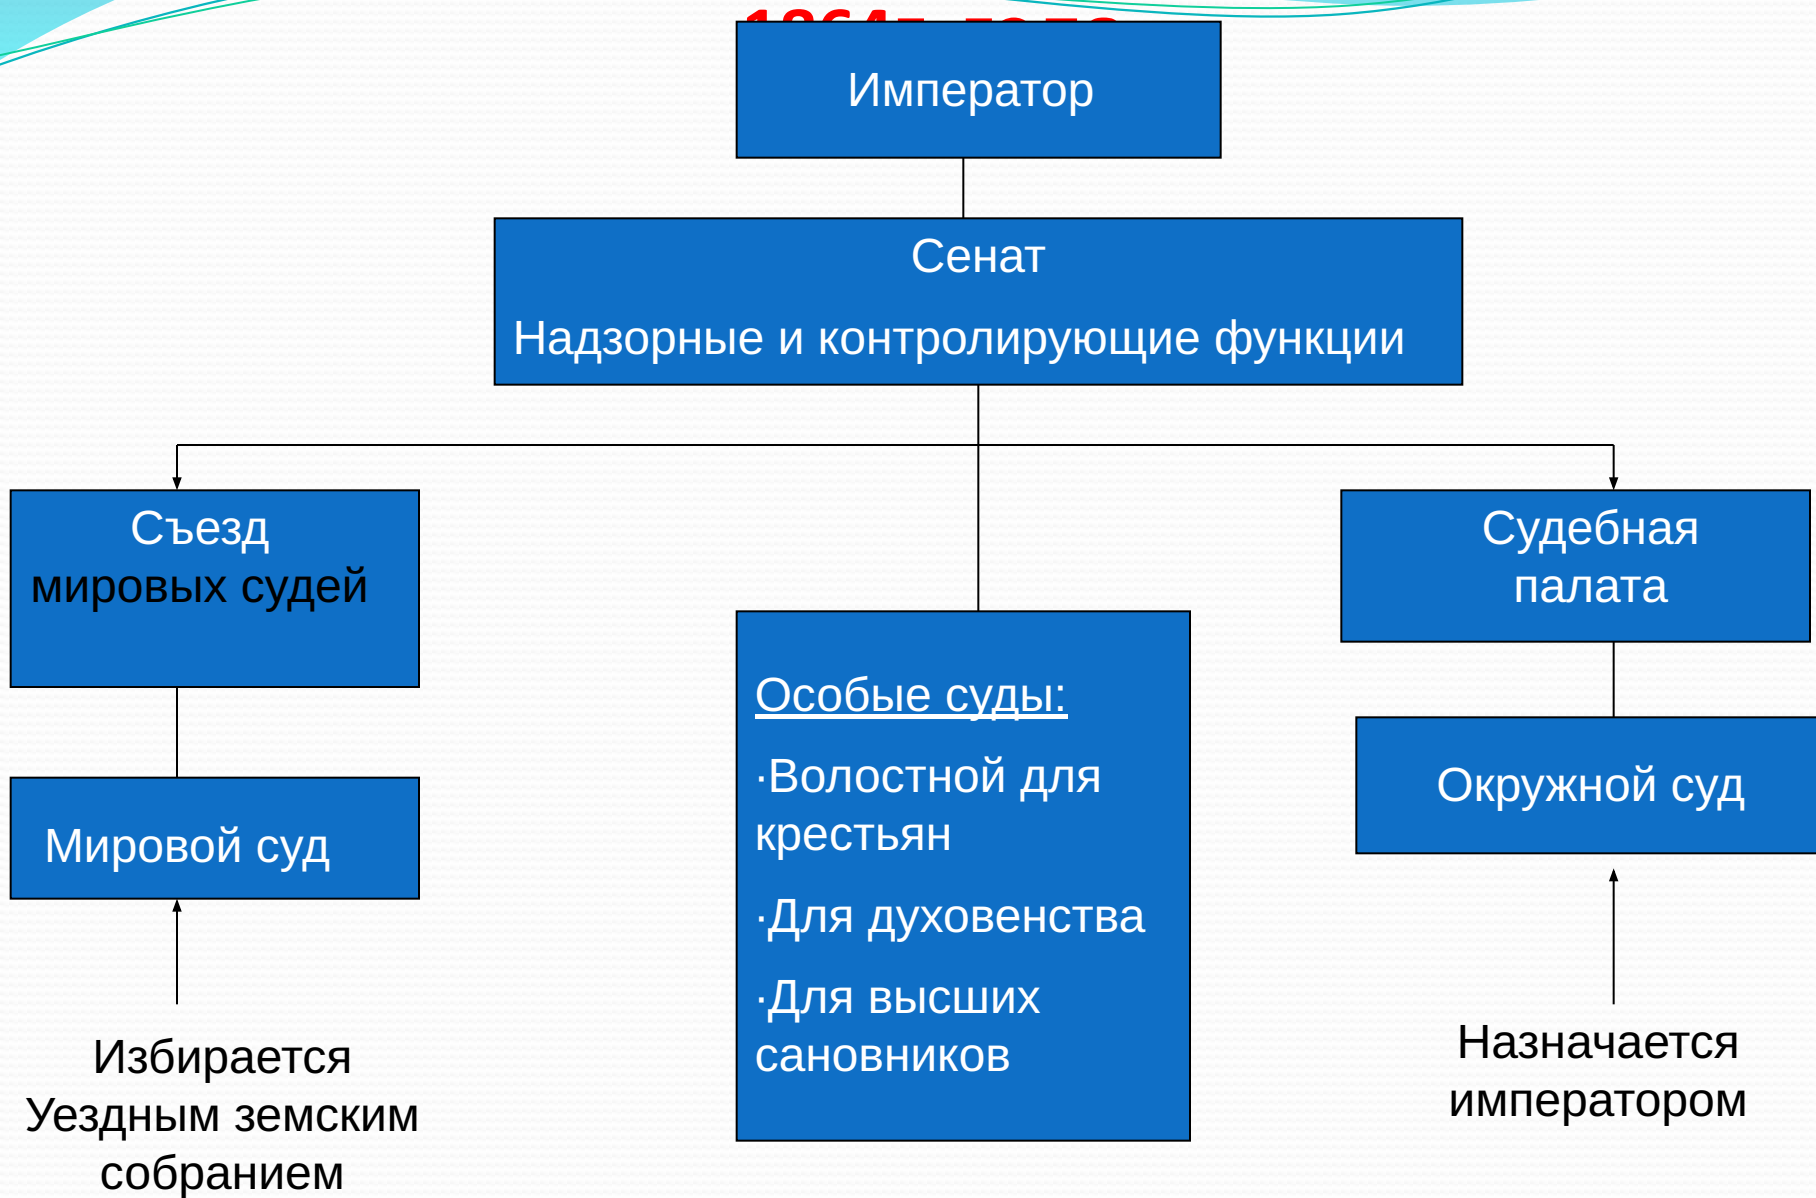 Император
Сенат
Надзорные и контролирующие функции
Съезд
мировых судей
Судебная
палата
Особые суды:
·Волостной для
крестьян
·Для духовенства
·Для высших
сановников
Окружной суд
Мировой суд
Избирается
Уездным земским
собранием
Назначается
императором